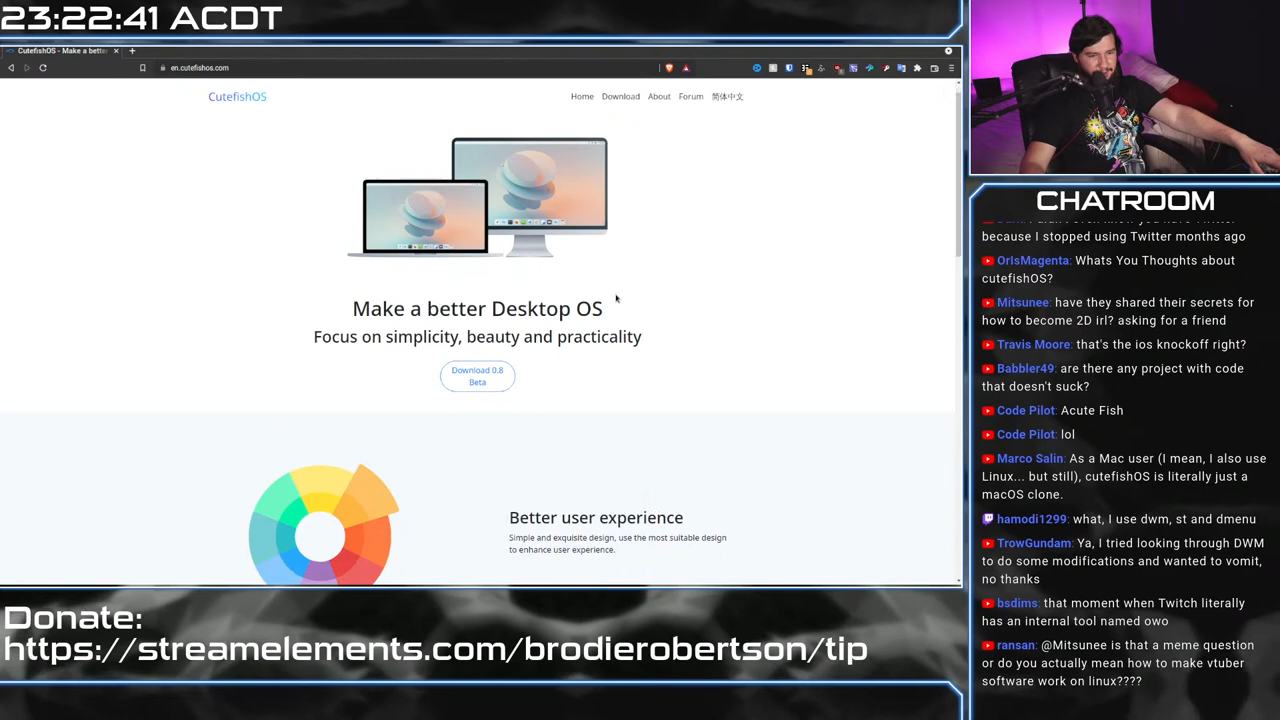 23:22:41 ACDT
CutefishOS - Make a better
en.cutefishos.com
CutefishOS
Home Download About Forum 简体中文
Make a better Desktop OS
Focus on simplicity, beauty and practicality
Download 0.8
Beta
Better user experience
Simple and exquisite design, use the most suitable design
to enhance user experience.
Donate:
https://streamelements.com/brodierobertson/tip
CHATROOM
because I stopped using Twitter months ago
OrIsMagenta: Whats You Thoughts about
cutefishOS?
Mitsunee: have they shared their secrets for
how to become 2D irl? asking for a friend
Travis Moore: that's the ios knockoff right?
Babbler49: are there any project with code
that doesn't suck?
Code Pilot: Acute Fish
Code Pilot: lol
Marco Salin: As a Mac user (I mean, I also use
Linux... but still), cutefishOS is literally just a
macOS clone.
hamodi1299: what, I use dwm, st and dmenu
TrowGundam: Ya, I tried looking through DWM
to do some modifications and wanted to vomit,
no thanks
bsdims: that moment when Twitch literally
has an internal tool named owo
ransan: @Mitsunee is that a meme question
or do you actually mean how to make vtuber
software work on linux????